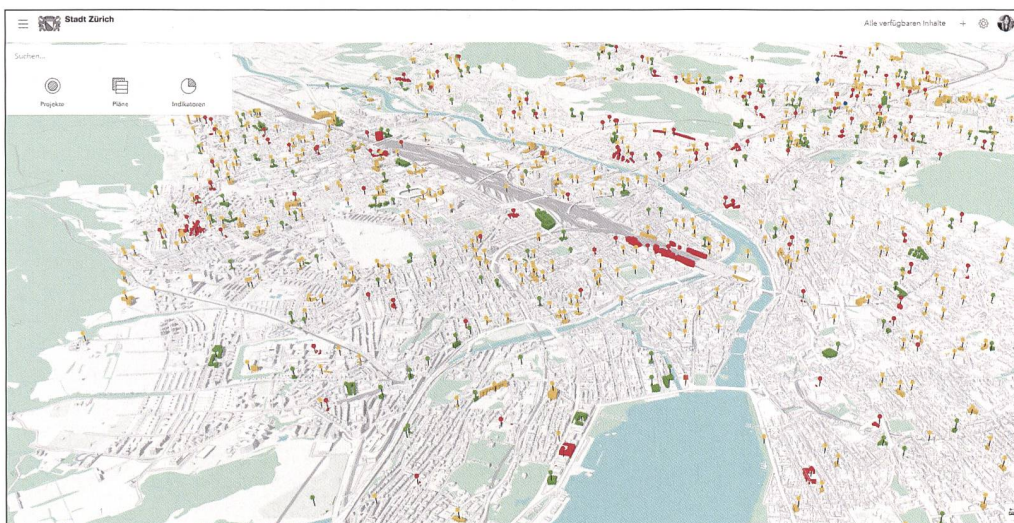 Stadt Zürich
Alle verfügbaren Inhalte
Suchen...
Projekte
Pläne
Indikatoren